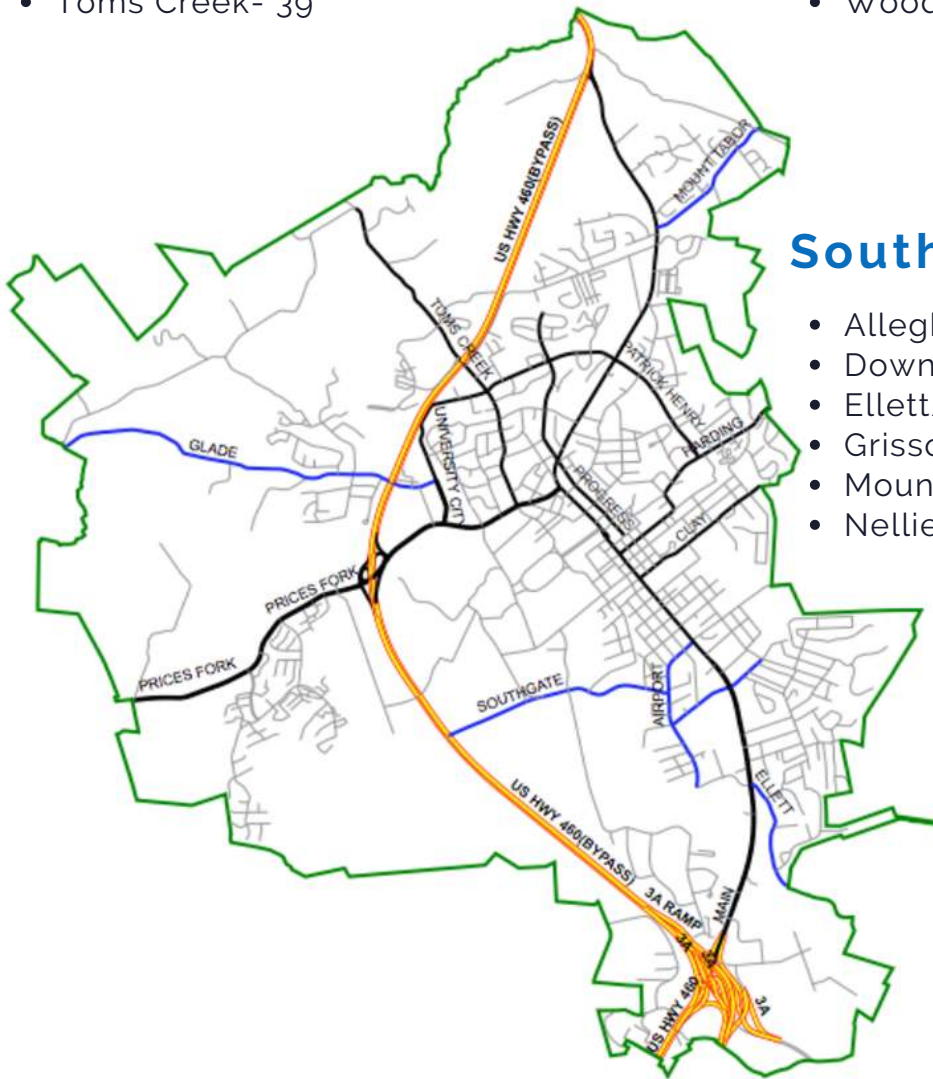 • Toms Creek- 39
• Wood
US HWY 460(BYPASS)
MOUNT TABOR
South
• Allegh
• Down
• Ellett
• Grisso
• Moun
• Nellie
TOMS CREEK
PATRICK HENRY
HARDING
UNIVERSITY CITY
GLADE
PROGRESS
CLAY
PRICES FORK
PRICES FORK
SOUTHGATE
AIRPORT
ELLETT
US HWY 460(BYPASS)
3A RAMP
MAIN
3A
3A
3A
US HWY 460